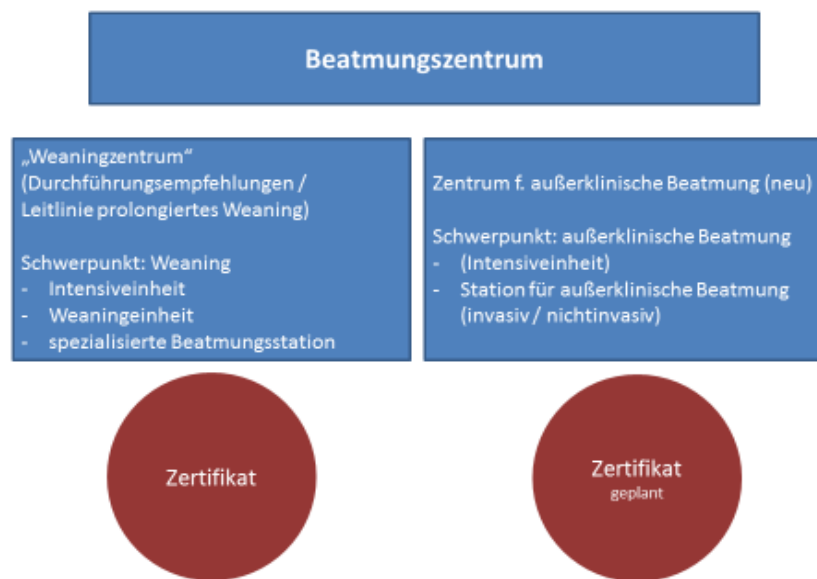 Beatmungszentrum
„Weaningzentrum“
(Durchführungsempfehlungen /
Leitlinie prolongiertes Weaning)
Schwerpunkt: Weaning
- Intensiveinheit
- Weaningeinheit
- spezialisierte Beatmungsstation
Zentrum f. außerklinische Beatmung (neu)
Schwerpunkt: außerklinische Beatmung
- (Intensiveinheit)
- Station für außerklinische Beatmung
(invasiv / nichtinvasiv)
Zertifikat
Zertifikat
geplant